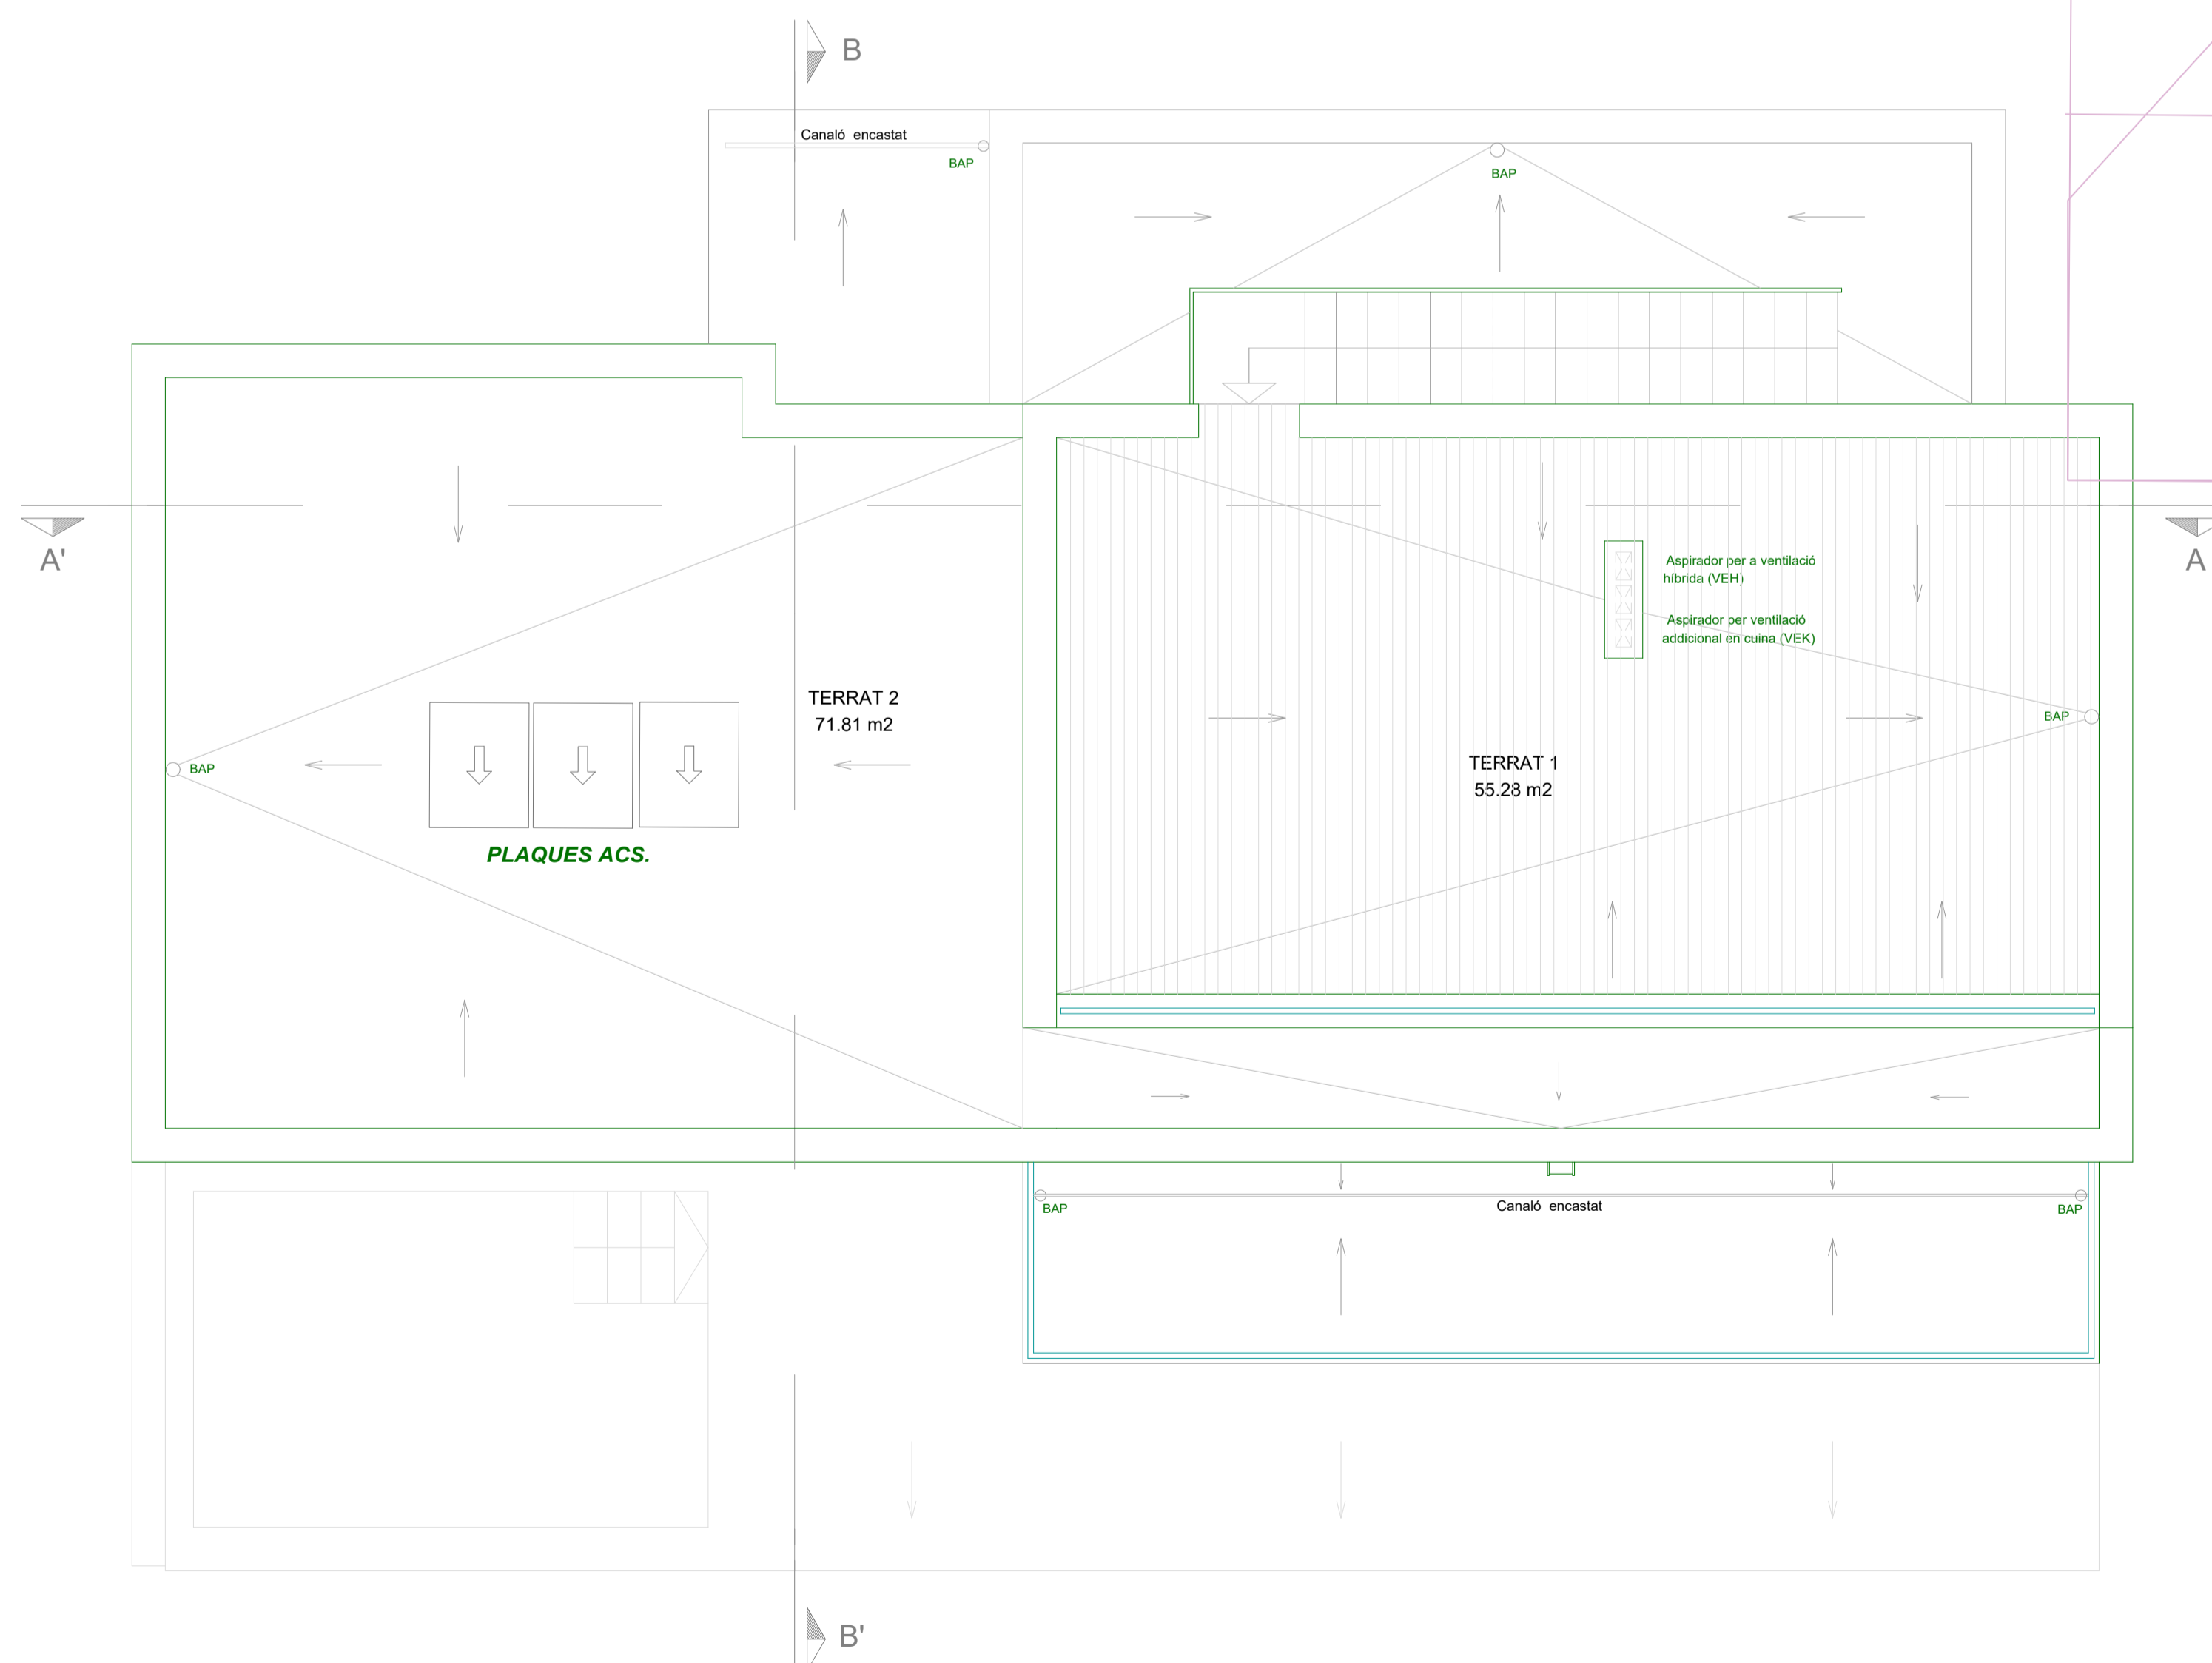 B
Canaló encastat
BAP
BAP
A'
A
Aspirador per a ventilació
híbrida (VEH)
Aspirador per ventilació
addicional en cuina (VEK)
TERRAT 2
71.81 m2
BAP
BAP
TERRAT 1
55.28 m2
PLAQUES ACS.
BAP
Canaló encastat
BAP
B'